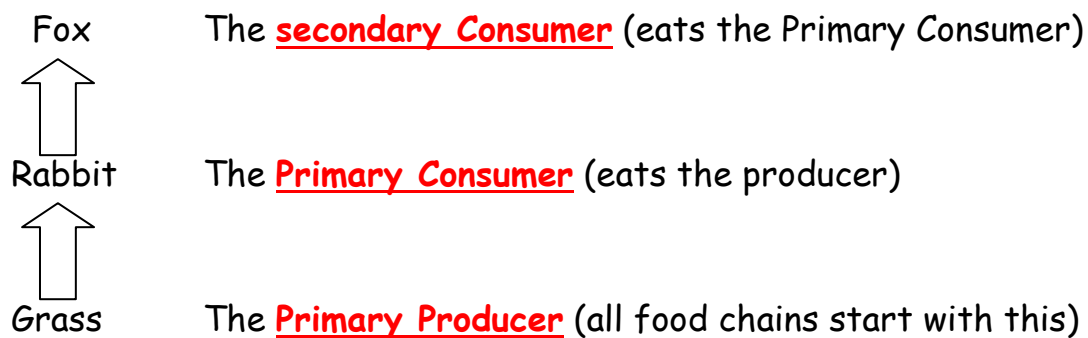 Fox The secondary Consumer (eats the Primary Consumer)
Rabbit The Primary Consumer (eats the producer)
Grass The Primary Producer (all food chains start with this)